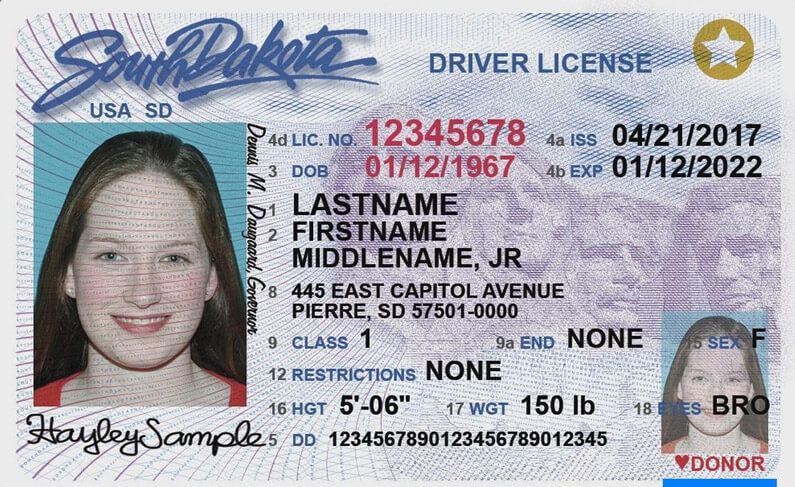 South Dakota
DRIVER LICENSE
USA SD
4d LIC. NO. 12345678 4a ISS 04/21/2017
3 DOB 01/12/1967 4b EXP 01/12/2022
1 LASTNAME
2 FIRSTNAME
MIDDLENAME, JR
8 445 EAST CAPITOL AVENUE
PIERRE, SD 57501-0000
9 CLASS 1 9a END NONE 15 SEX F
12 RESTRICTIONS NONE
16 HGT 5'-06" 17 WGT 150 lb 18 EYES BRO
5 DD 1234567890123456789012345
Dennis M. Daugaard, Governor
Hayley Sample
♥DONOR